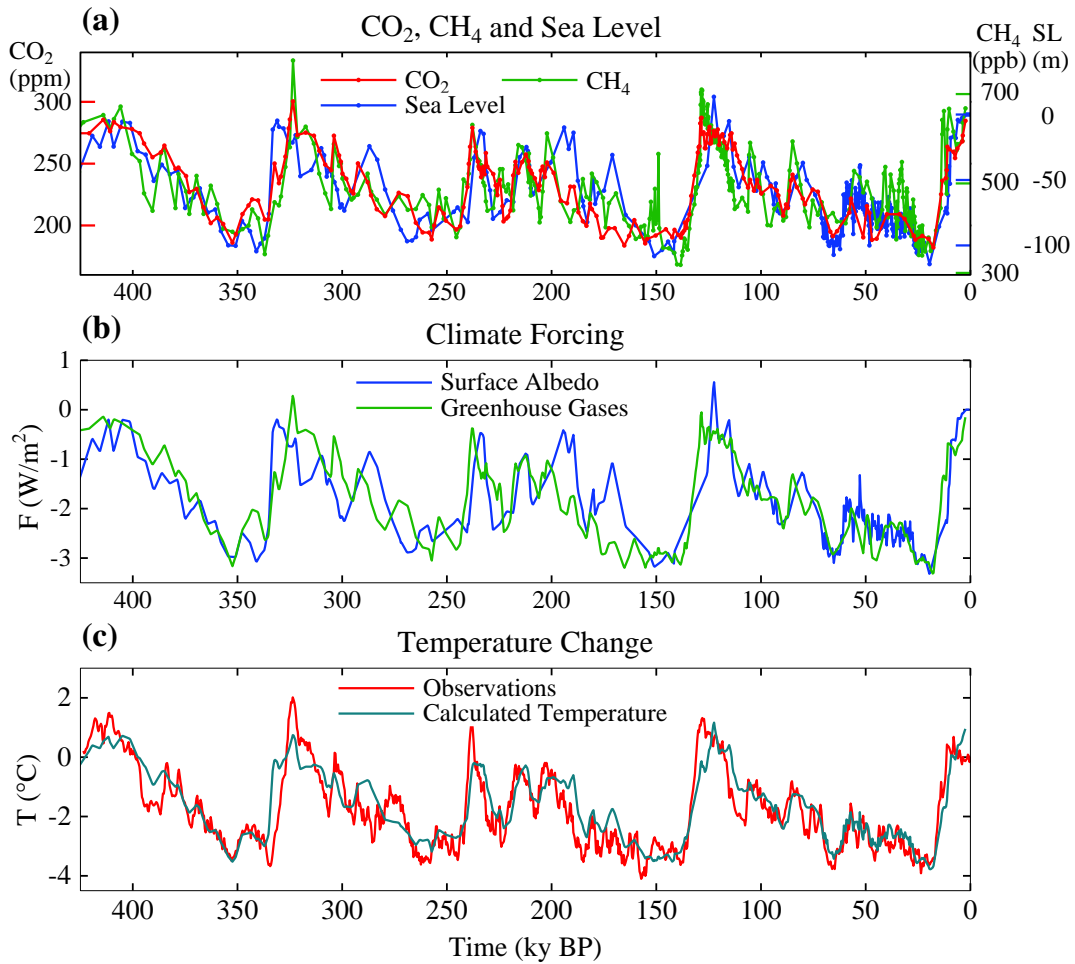 (a)
CO2, CH4 and Sea Level
CO2
(ppm)
CH4 SL
(ppb) (m)
CO2
CH4
Sea Level
300
250
200
700
500
300
0
-50
-100
400 350 300 250 200 150 100 50 0
(b)
Climate Forcing
Surface Albedo
Greenhouse Gases
F (W/m2)
1
0
-1
-2
-3
400 350 300 250 200 150 100 50 0
(c)
Temperature Change
Observations
Calculated Temperature
T (°C)
2
0
-2
-4
400 350 300 250 200 150 100 50 0
Time (ky BP)